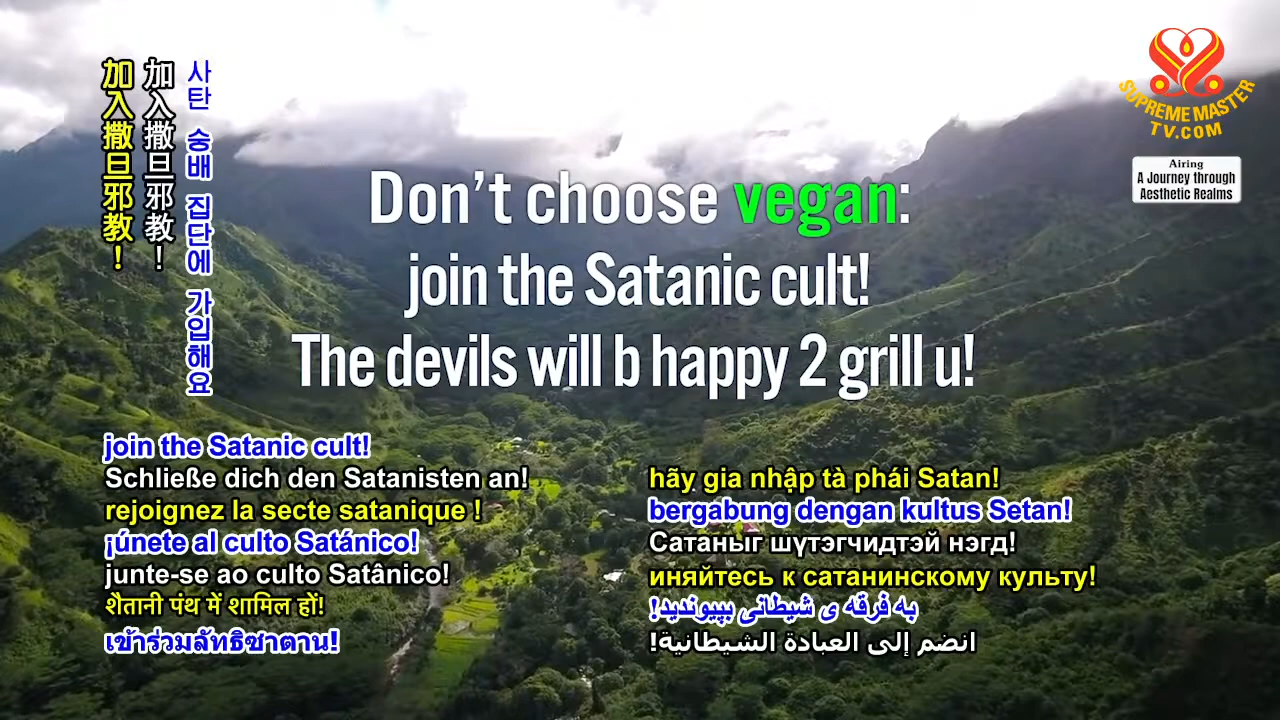 加入撒旦邪教！
加入撒旦邪教！
사탄 숭배 집단에 가입해요
SUPREME MASTER
TV.COM
Airing
A Journey through
Aesthetic Realms
Don’t choose vegan:
join the Satanic cult!
The devils will b happy 2 grill u!
join the Satanic cult!
Schließe dich den Satanisten an!
rejoignez la secte satanique !
¡únete al culto Satánico!
junte-se ao culto Satânico!
शैतानी पंथ में शामिल हों!
เข้าร่วมลัทธิซาตาน!
hãy gia nhập tà phái Satan!
bergabung dengan kultus Setan!
Сатаныг шүтэгчидтэй нэгд!
иняйтесь к сатанинскому культу!
به فرقه ی شیطانی بپیوندید!
انضم إلى العبادة الشيطانية!